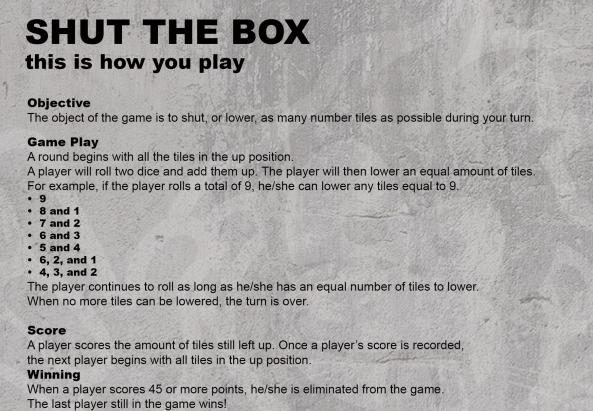 SHUT THE BOX
this is how you play
Objective
The object of the game is to shut, or lower, as many number tiles as possible during your turn.
Game Play
A round begins with all the tiles in the up position.
A player will roll two dice and add them up. The player will then lower an equal amount of tiles.
For example, if the player rolls a total of 9, he/she can lower any tiles equal to 9.
• 9
• 8 and 1
• 7 and 2
• 6 and 3
• 5 and 4
• 6, 2, and 1
• 4, 3, and 2
The player continues to roll as long as he/she has an equal number of tiles to lower.
When no more tiles can be lowered, the turn is over.
Score
A player scores the amount of tiles still left up. Once a player's score is recorded,
the next player begins with all tiles in the up position.
Winning
When a player scores 45 or more points, he/she is eliminated from the game.
The last player still in the game wins!